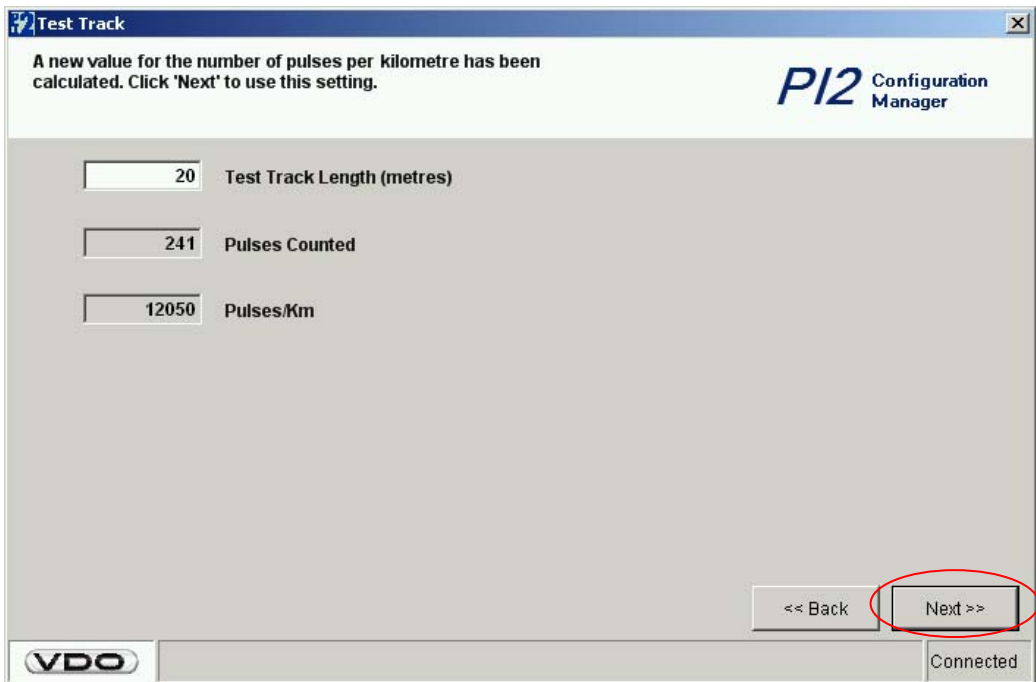 Test Track
A new value for the number of pulses per kilometre has been
calculated. Click 'Next' to use this setting.
PI2 Configuration
Manager
20 Test Track Length (metres)
241 Pulses Counted
12050 Pulses/Km
<< Back Next >>
VDO Connected